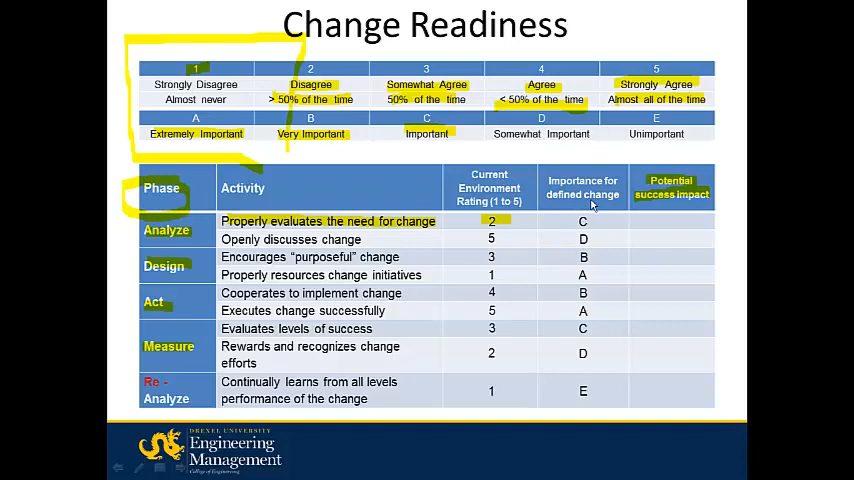 Change Readiness
1 2 3 4 5
Strongly Disagree Disagree Somewhat Agree Agree Strongly Agree
Almost never > 50% of the time 50% of the time < 50% of the time Almost all of the time
A B C D E
Extremely Important Very Important Important Somewhat Important Unimportant
Phase Activity Current Environment Rating (1 to 5) Importance for defined change Potential success impact
Analyze Properly evaluates the need for change 2 C
Openly discusses change 5 D
Design Encourages “purposeful” change 3 B
Properly resources change initiatives 1 A
Act Cooperates to implement change 4 B
Executes change successfully 5 A
Measure Evaluates levels of success 3 C
Rewards and recognizes change efforts 2 D
Re - Analyze Continually learns from all levels performance of the change 1 E
DREXEL UNIVERSITY
Engineering
Management
College of Engineering